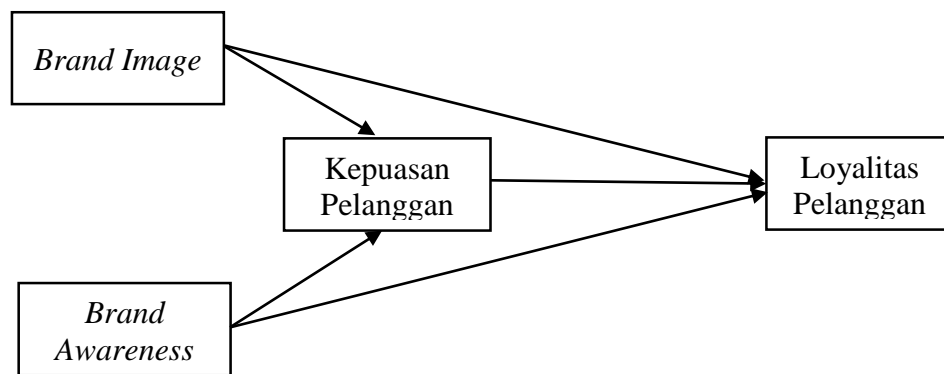 Brand Image
Kepuasan
Pelanggan
Loyalitas
Pelanggan
Brand
Awareness